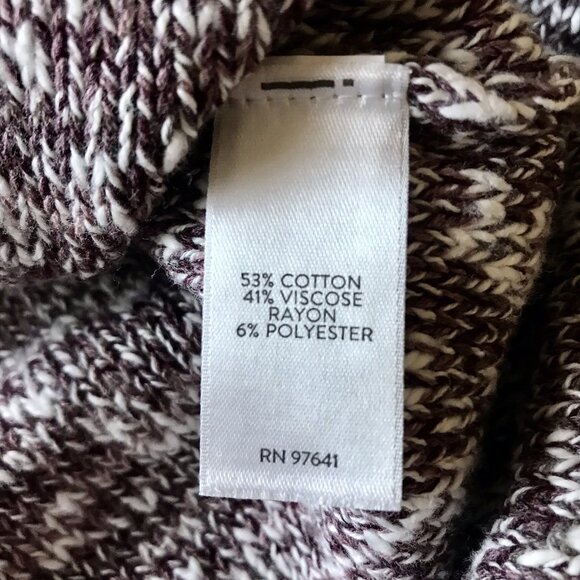 53% COTTON
41% VISCOSE
RAYON
6% POLYESTER
RN 97641